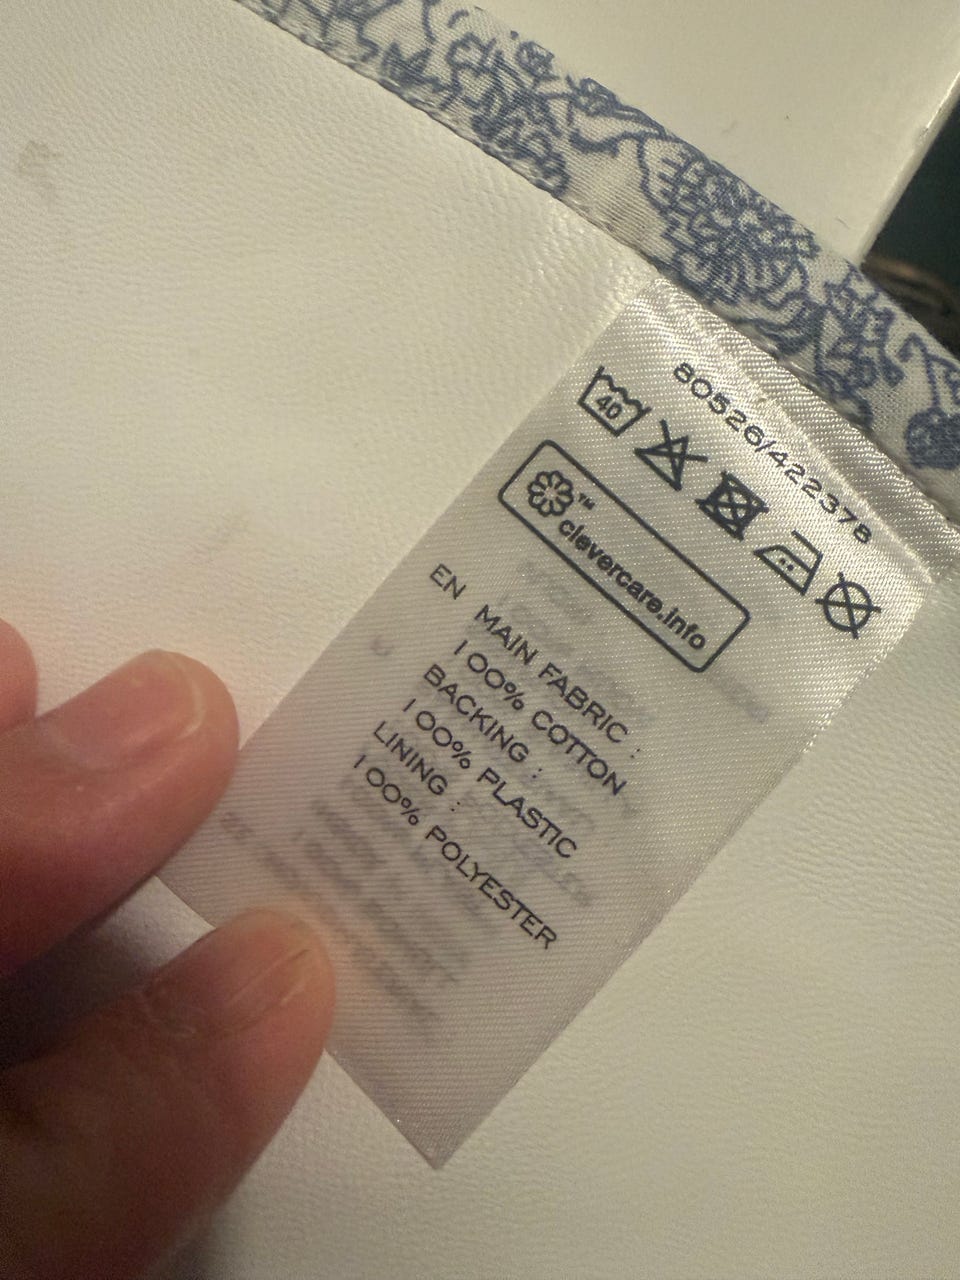 80526/422378
40
™
clevercare.info
EN MAIN FABRIC :
100% COTTON
BACKING :
100% PLASTIC
LINING :
100% POLYESTER